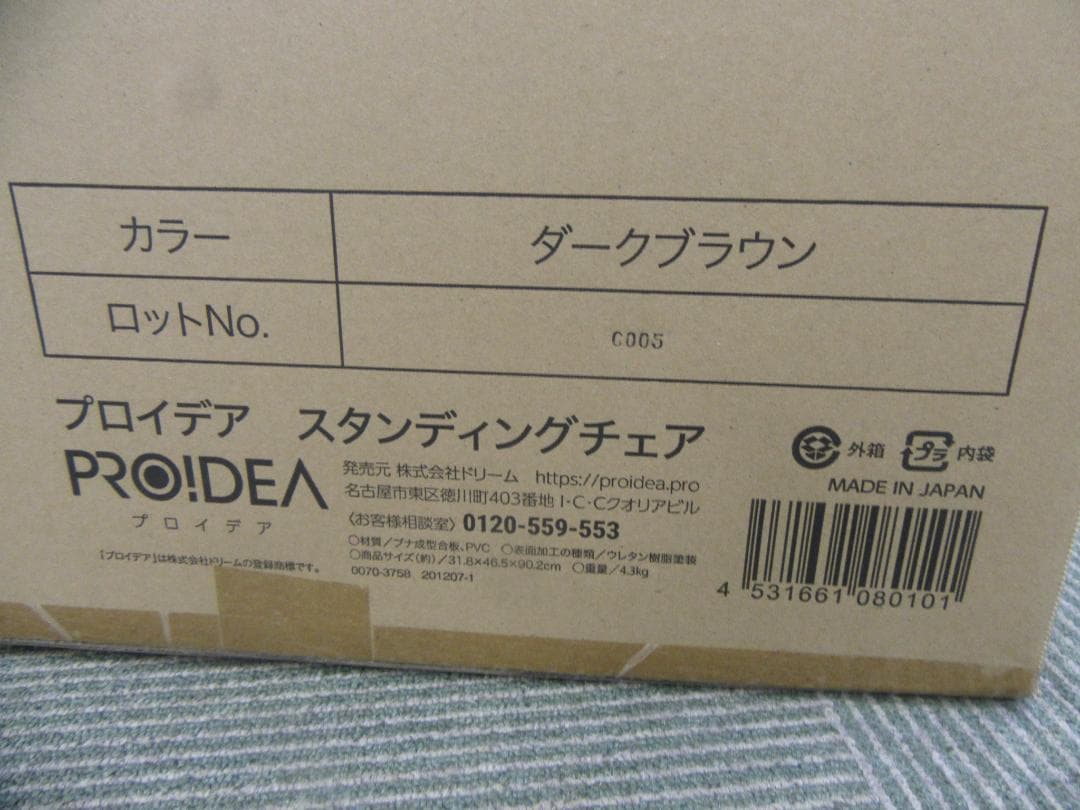 カラー ダークブラウン
ロットNo. C005
プロイデア スタンディングチェア
PRO!DEA
プロイデア
【プロイデア】は株式会社ドリームの登録商標です。
発売元 株式会社ドリーム https://proidea.pro
名古屋市東区徳川町403番地 I・C・Cクオリアビル
〈お客様相談室〉0120-559-553
○材質/ブナ成型合板、PVC ○表面加工の種類/ウレタン樹脂塗装
○商品サイズ(約)/31.8×46.5×90.2cm ○重量/4.3kg
0070-3758 201207-1
外箱 プラ 内袋
MADE IN JAPAN
4 531661 080101